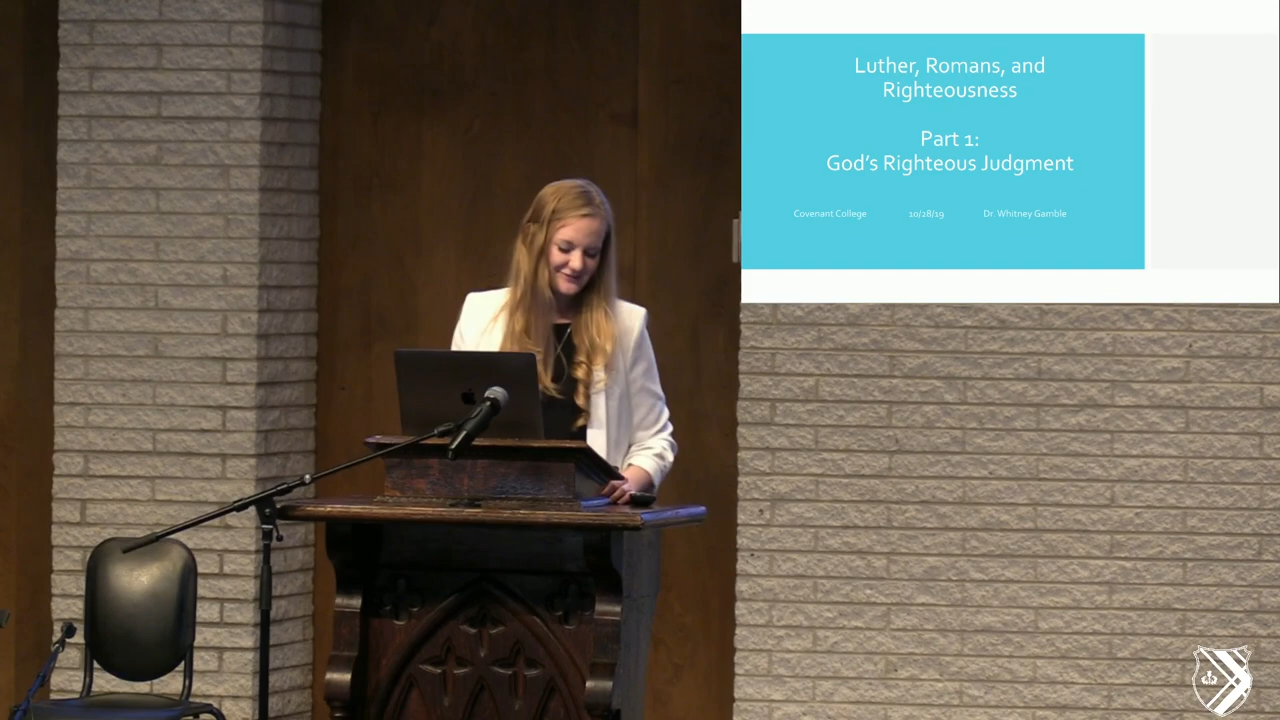 Luther, Romans, and
Righteousness
Part 1:
God's Righteous Judgment
Covenant College 10/28/19 Dr. Whitney Gamble